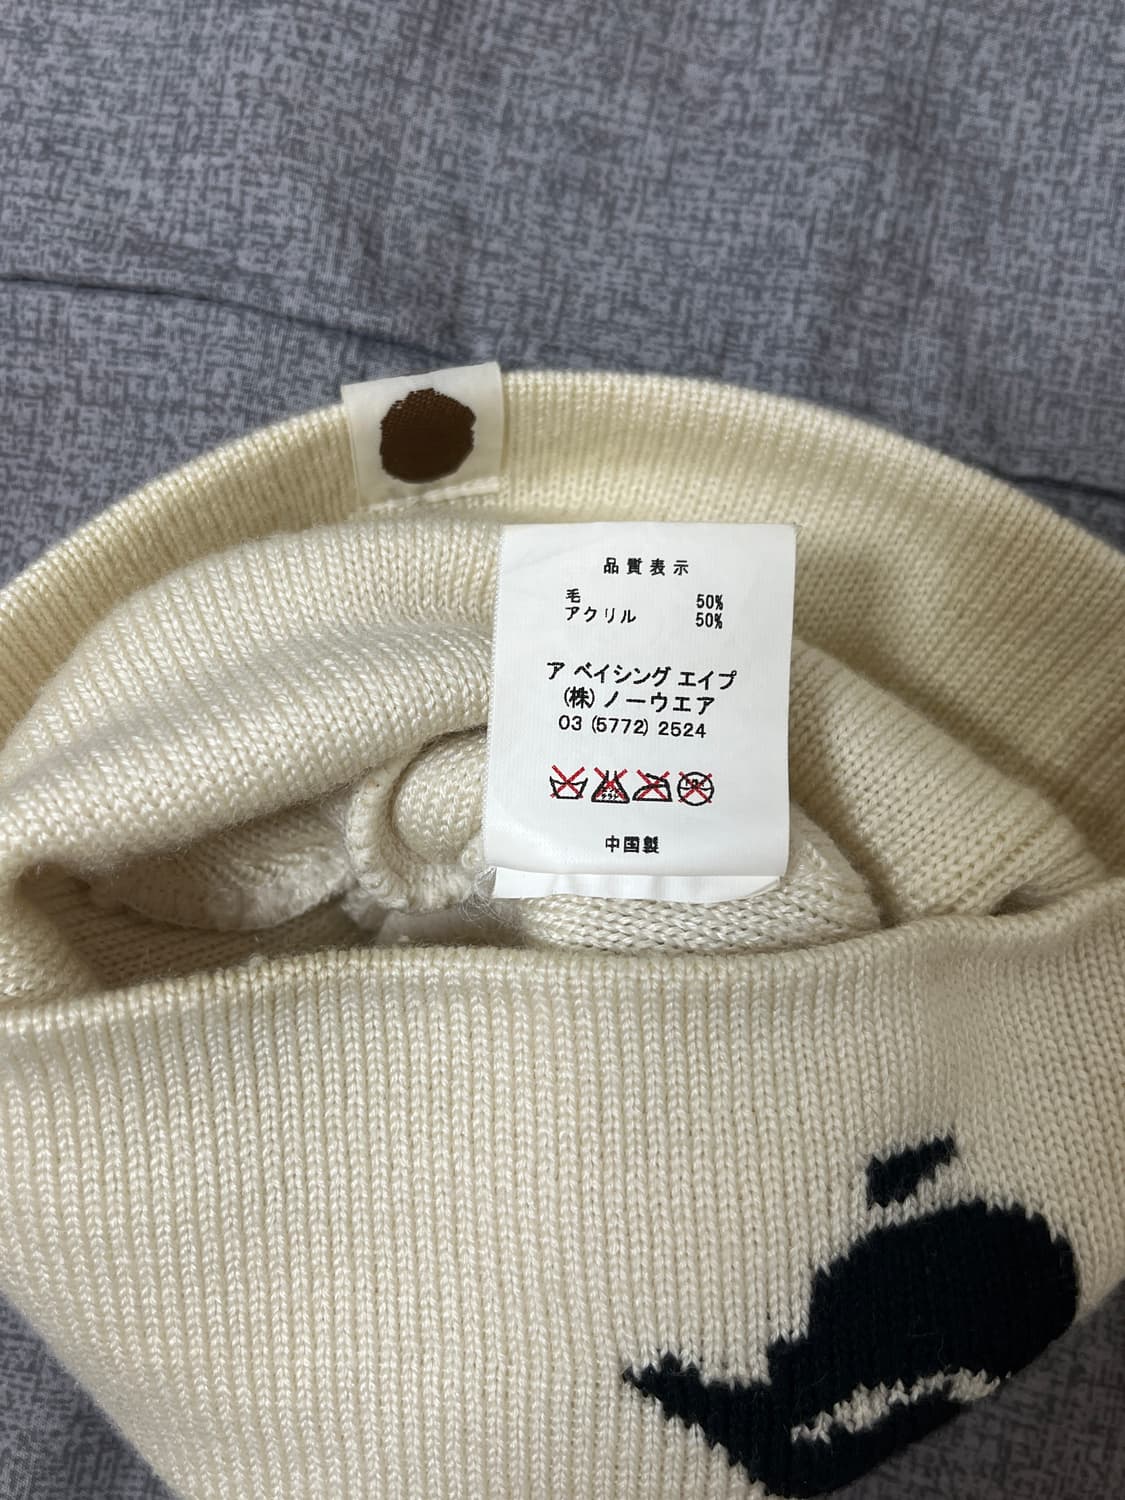 品質表示
毛 50%
アクリル 50%
ア ベイシング エイプ
(株) ノーウエア
03 (5772) 2524
中国製